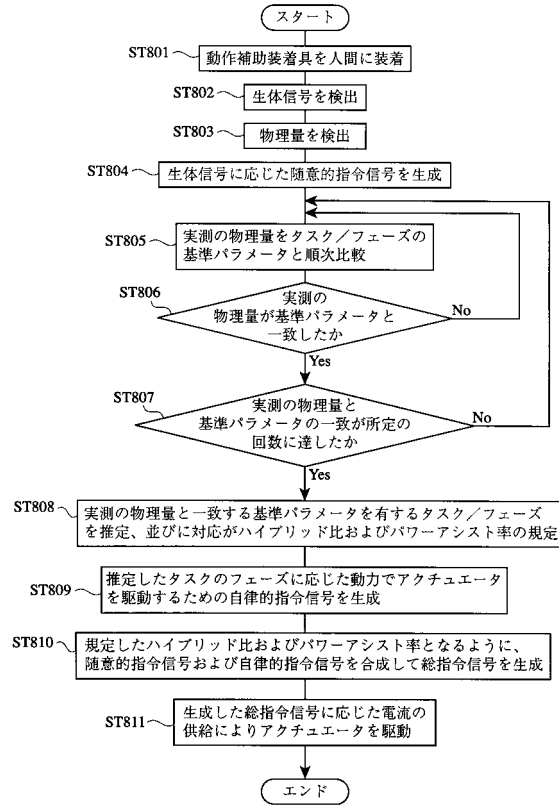 スタート
ST801
動作補助装着具を人間に装着
ST802
生体信号を検出
ST803
物理量を検出
ST804
生体信号に応じた随意的指令信号を生成
ST805
実測の物理量をタスク／フェーズの
基準パラメータと順次比較
ST806
実測の
物理量が基準パラメータと
一致したか
No
Yes
ST807
実測の物理量と
基準パラメータの一致が所定の
回数に達したか
No
Yes
ST808
実測の物理量と一致する基準パラメータを有するタスク／フェーズ
を推定、並びに対応がハイブリッド比およびパワーアシスト率の規定
ST809
推定したタスクのフェーズに応じた動力でアクチュエータ
を駆動するための自律的指令信号を生成
ST810
規定したハイブリッド比およびパワーアシスト率となるように、
随意的指令信号および自律的指令信号を合成して総指令信号を生成
ST811
生成した総指令信号に応じた電流の
供給によりアクチュエータを駆動
エンド